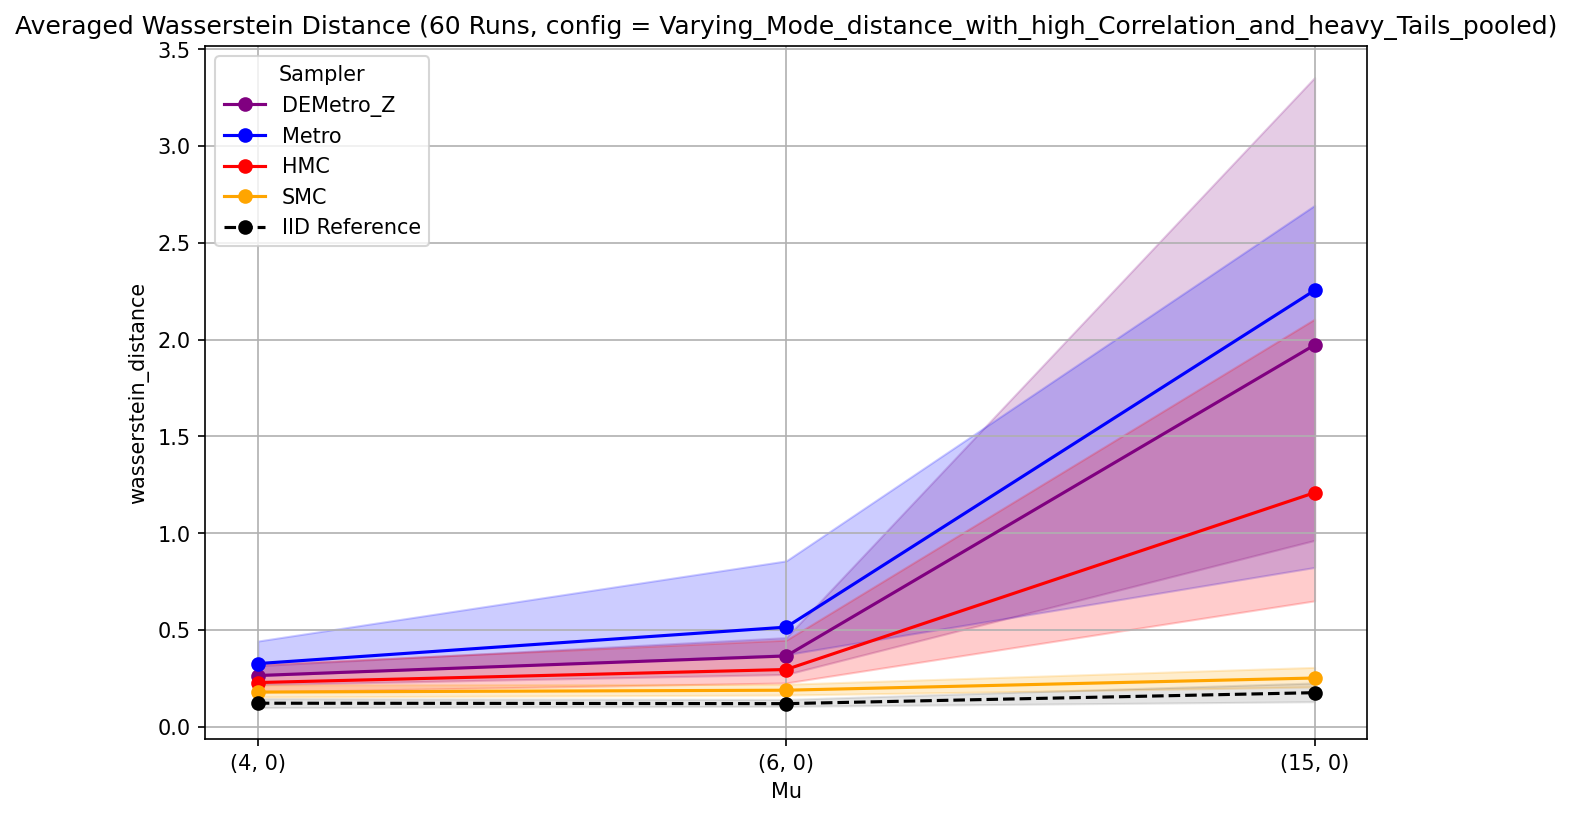 Averaged Wasserstein Distance (60 Runs, config = Varying_Mode_distance_with_high_Correlation_and_heavy_Tails_pooled)
3.5
3.0
2.5
2.0
1.5
1.0
0.5
0.0
wasserstein_distance
Sampler
DEMetro_Z
Metro
HMC
SMC
IID Reference
(4, 0)
(6, 0)
(15, 0)
Mu